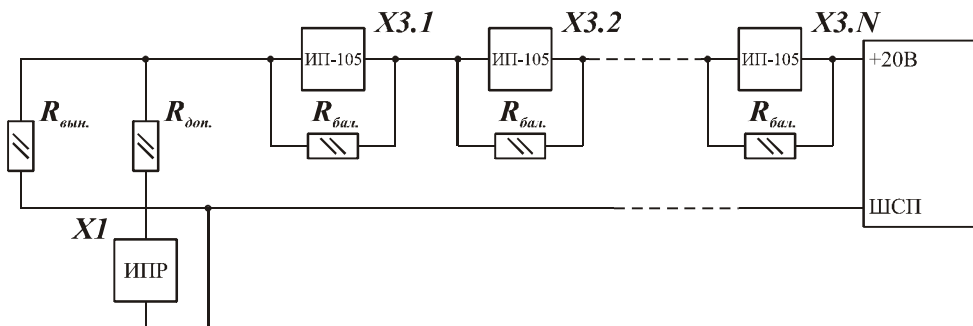 X3.1
X3.2
X3.N
ИП-105
ИП-105
ИП-105
+20В
Rвын.
Rдоп.
Rбал.
Rбал.
Rбал.
ШСП
X1
ИПР